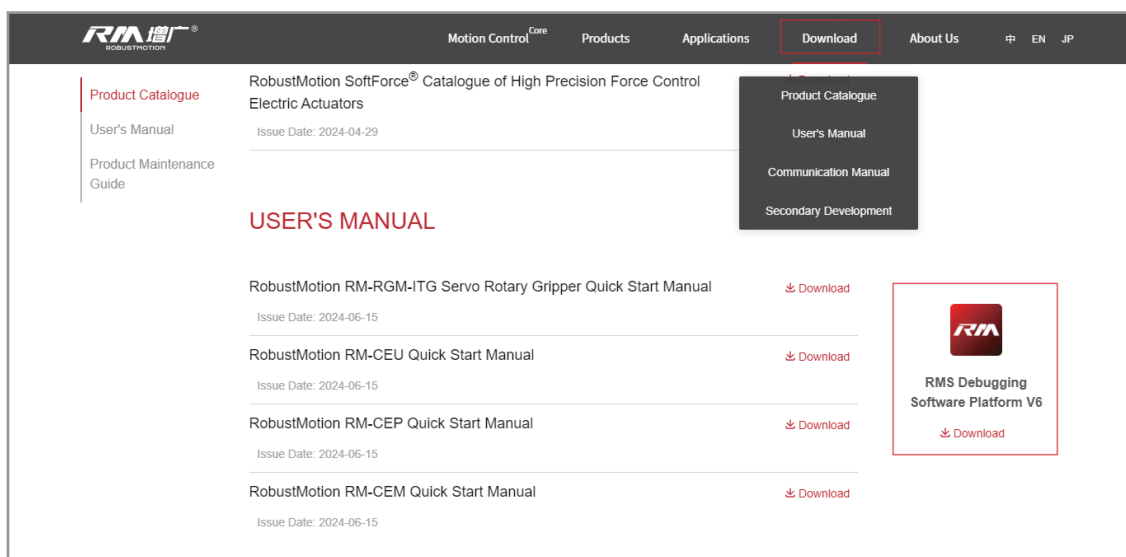 RM 增广®
ROBUSTMOTION
Motion Control Core
Products
Applications
Download
About Us
中
EN
JP
Product Catalogue
User's Manual
Product Maintenance
Guide
RobustMotion SoftForce® Catalogue of High Precision Force Control
Electric Actuators
Issue Date: 2024-04-29
Product Catalogue
User's Manual
Communication Manual
Secondary Development
USER'S MANUAL
RobustMotion RM-RGM-ITG Servo Rotary Gripper Quick Start Manual
Download
Issue Date: 2024-06-15
RobustMotion RM-CEU Quick Start Manual
Download
Issue Date: 2024-06-15
RobustMotion RM-CEP Quick Start Manual
Download
Issue Date: 2024-06-15
RobustMotion RM-CEM Quick Start Manual
Download
Issue Date: 2024-06-15
RM
RMS Debugging
Software Platform V6
Download